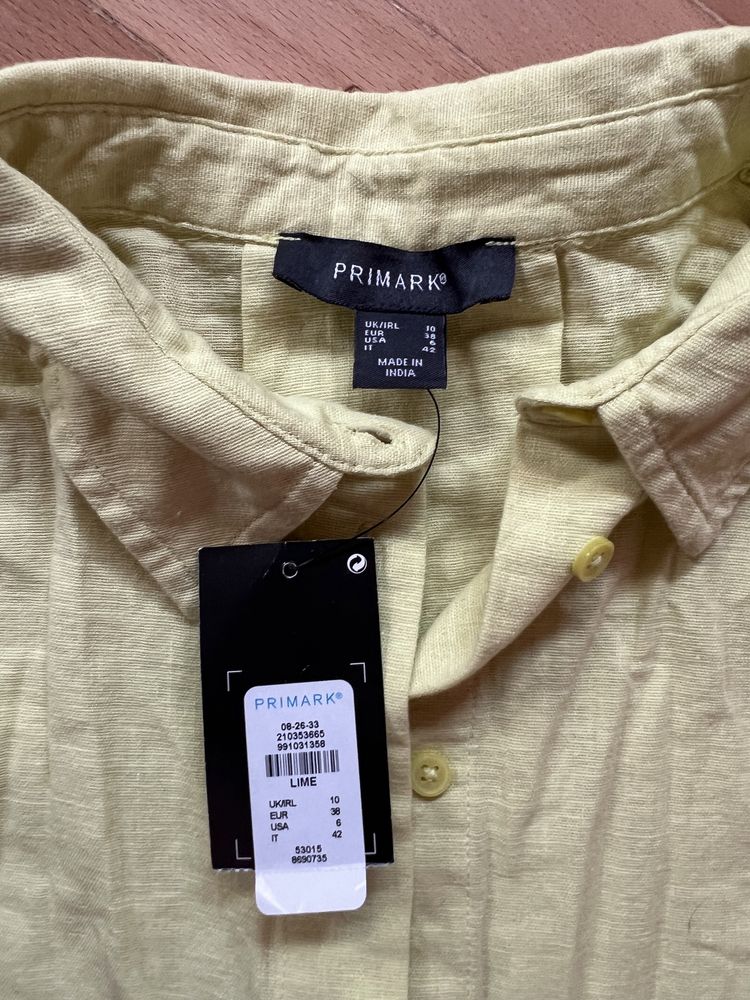 PRIMARK®
UK/IRL 10
EUR 38
USA 6
IT 42
MADE IN
INDIA
PRIMARK®
08-26-33
210353665
991031358
LIME
UK/IRL 10
EUR 38
USA 6
IT 42
53015
8690735